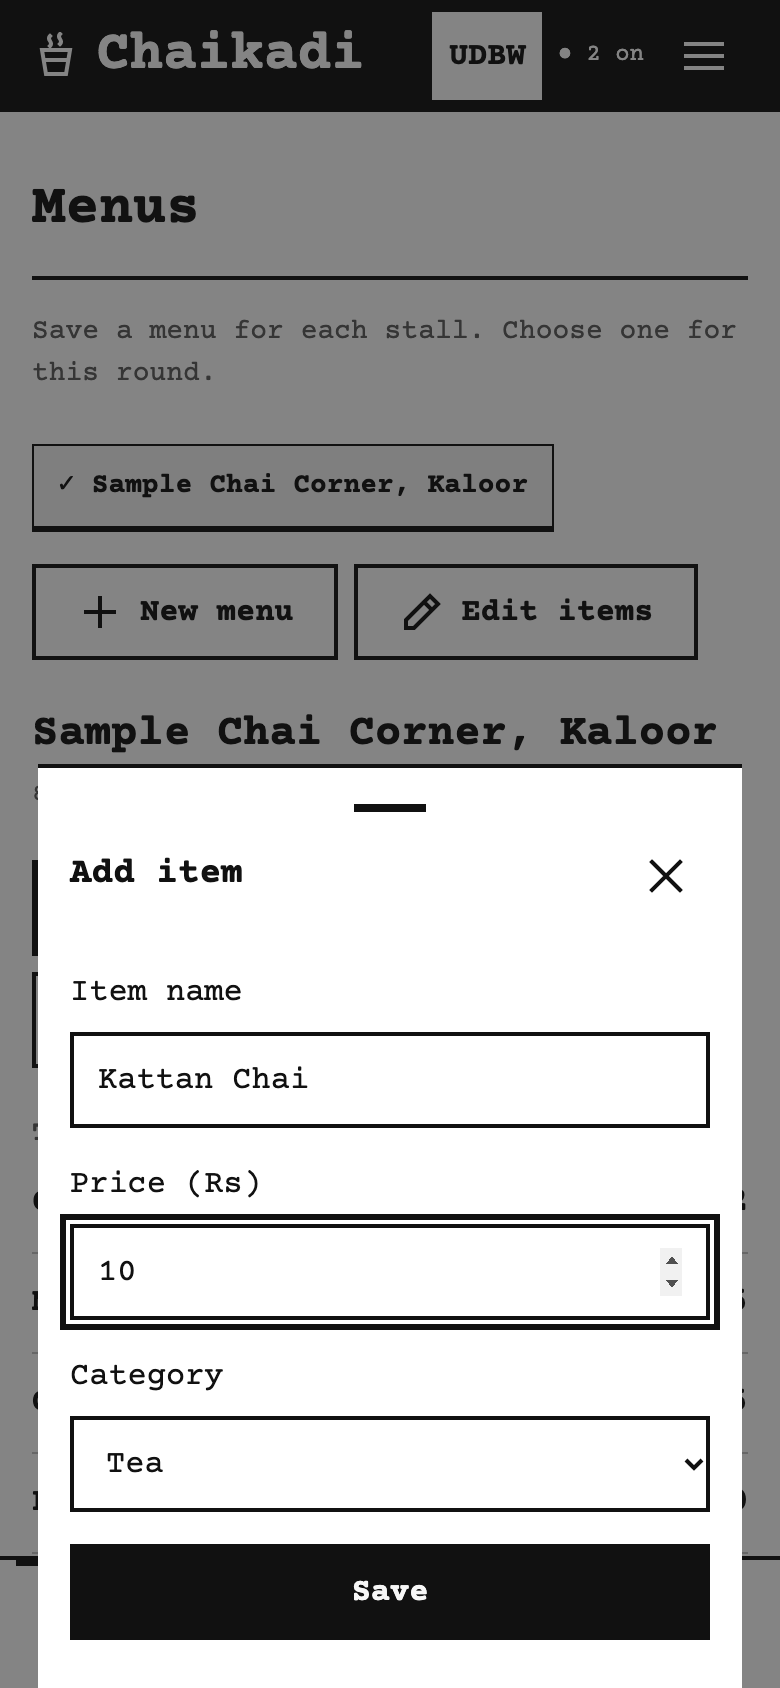 Chaikadi
UDBW
• 2 on
Menus
Save a menu for each stall. Choose one for
this round.
✓ Sample Chai Corner, Kaloor
New menu
Edit items
Sample Chai Corner, Kaloor
Add item
Item name
Kattan Chai
Price (Rs)
10
Category
Tea
Save